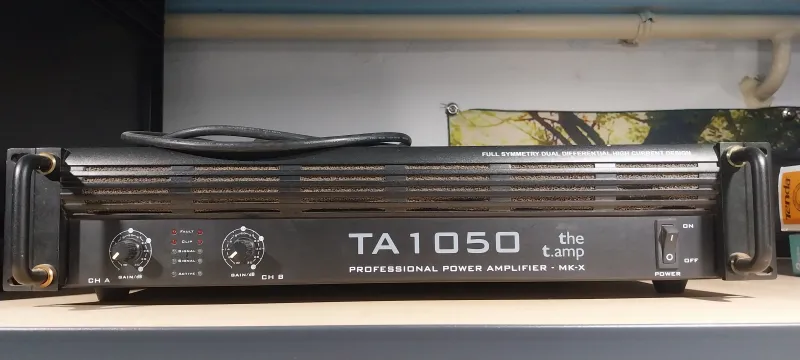 FULL SYMMETRY DUAL DIFFERENTIAL HIGH CURRENT DESIGN
FAULT
CLIP
SIGNAL
SIGNAL
ACTIVE
CH A
GAIN/dB
GAIN/dB
CH B
TA1050
PROFESSIONAL POWER AMPLIFIER - MK-X
the
t.amp
ON
OFF
POWER